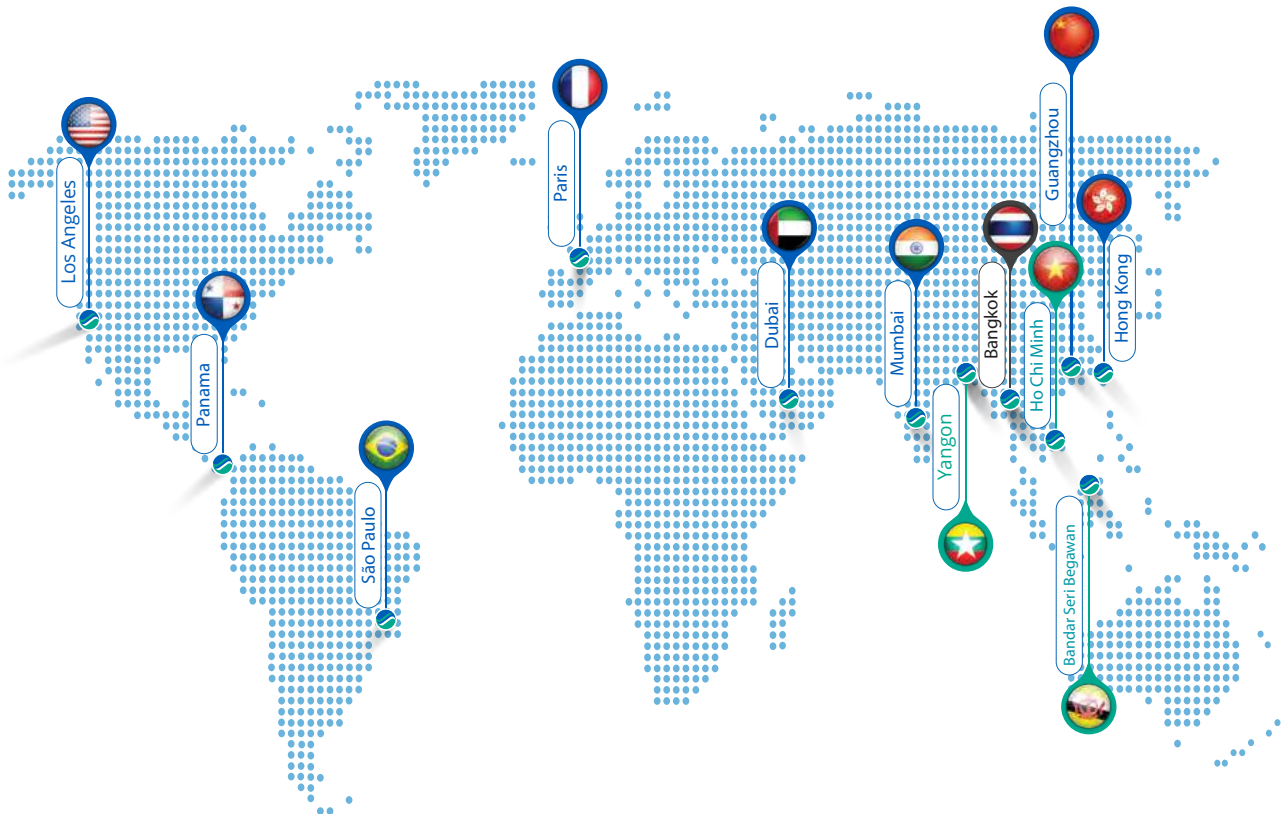 Los Angeles
Panama
São Paulo
Paris
Dubai
Mumbai
Yangon
Bangkok
Ho Chi Minh
Guangzhou
Hong Kong
Bandar Seri Begawan